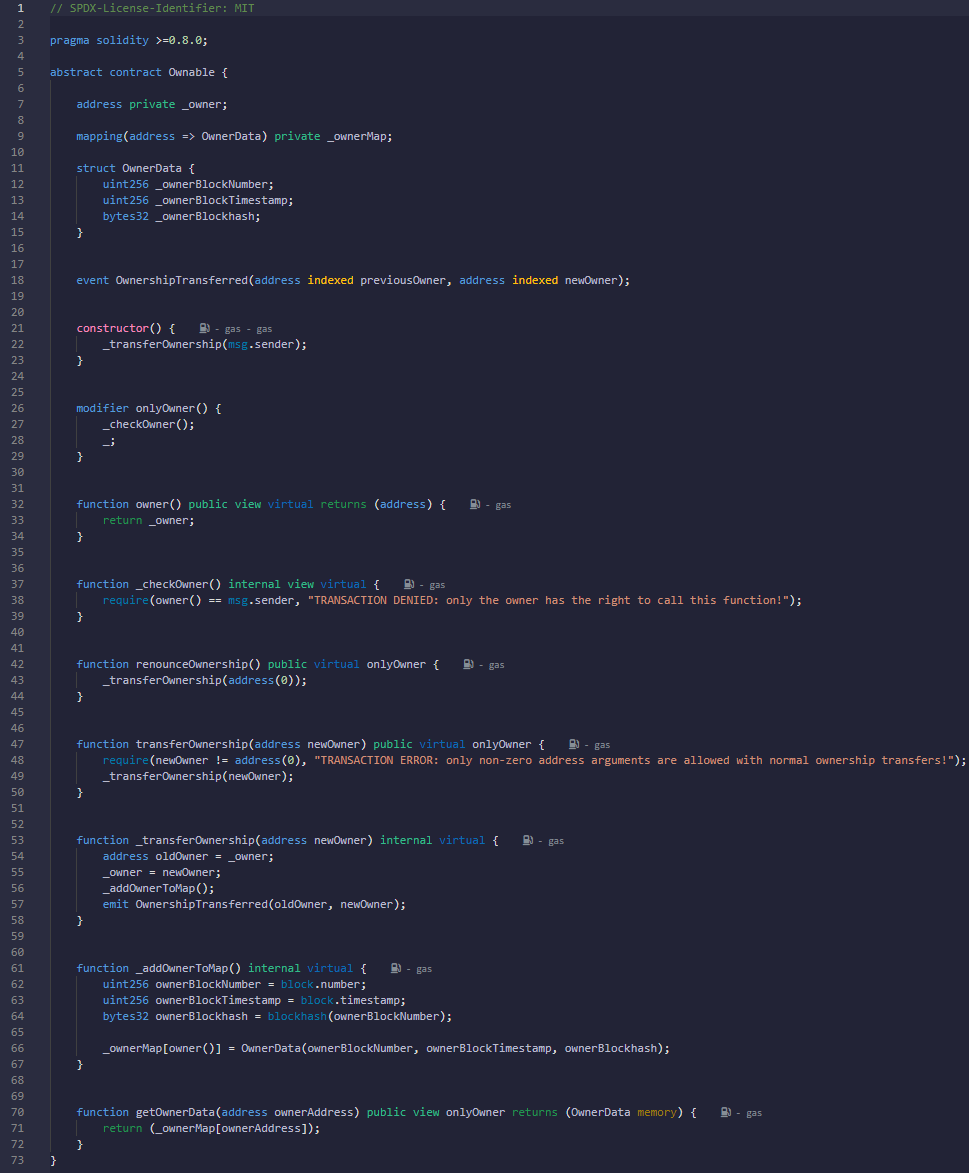 1 // SPDX-License-Identifier: MIT
2
3 pragma solidity >=0.8.0;
4
5 abstract contract Ownable {
6
7     address private _owner;
8
9     mapping(address => OwnerData) private _ownerMap;
10
11     struct OwnerData {
12         uint256 _ownerBlockNumber;
13         uint256 _ownerBlockTimestamp;
14         bytes32 _ownerBlockhash;
15     }
16
17
18     event OwnershipTransferred(address indexed previousOwner, address indexed newOwner);
19
20
21     constructor() { - gas - gas
22         _transferOwnership(msg.sender);
23     }
24
25
26     modifier onlyOwner() {
27         _checkOwner();
28         _;
29     }
30
31
32     function owner() public view virtual returns (address) { - gas
33         return _owner;
34     }
35
36
37     function _checkOwner() internal view virtual { - gas
38         require(owner() == msg.sender, "TRANSACTION DENIED: only the owner has the right to call this function!");
39     }
40
41
42     function renounceOwnership() public virtual onlyOwner { - gas
43         _transferOwnership(address(0));
44     }
45
46
47     function transferOwnership(address newOwner) public virtual onlyOwner { - gas
48         require(newOwner != address(0), "TRANSACTION ERROR: only non-zero address arguments are allowed with normal ownership transfers!");
49         _transferOwnership(newOwner);
50     }
51
52
53     function _transferOwnership(address newOwner) internal virtual { - gas
54         address oldOwner = _owner;
55         _owner = newOwner;
56         _addOwnerToMap();
57         emit OwnershipTransferred(oldOwner, newOwner);
58     }
59
60
61     function _addOwnerToMap() internal virtual { - gas
62         uint256 ownerBlockNumber = block.number;
63         uint256 ownerBlockTimestamp = block.timestamp;
64         bytes32 ownerBlockhash = blockhash(ownerBlockNumber);
65
66         _ownerMap[owner()] = OwnerData(ownerBlockNumber, ownerBlockTimestamp, ownerBlockhash);
67     }
68
69
70     function getOwnerData(address ownerAddress) public view onlyOwner returns (OwnerData memory) { - gas
71         return (_ownerMap[ownerAddress]);
72     }
73 }